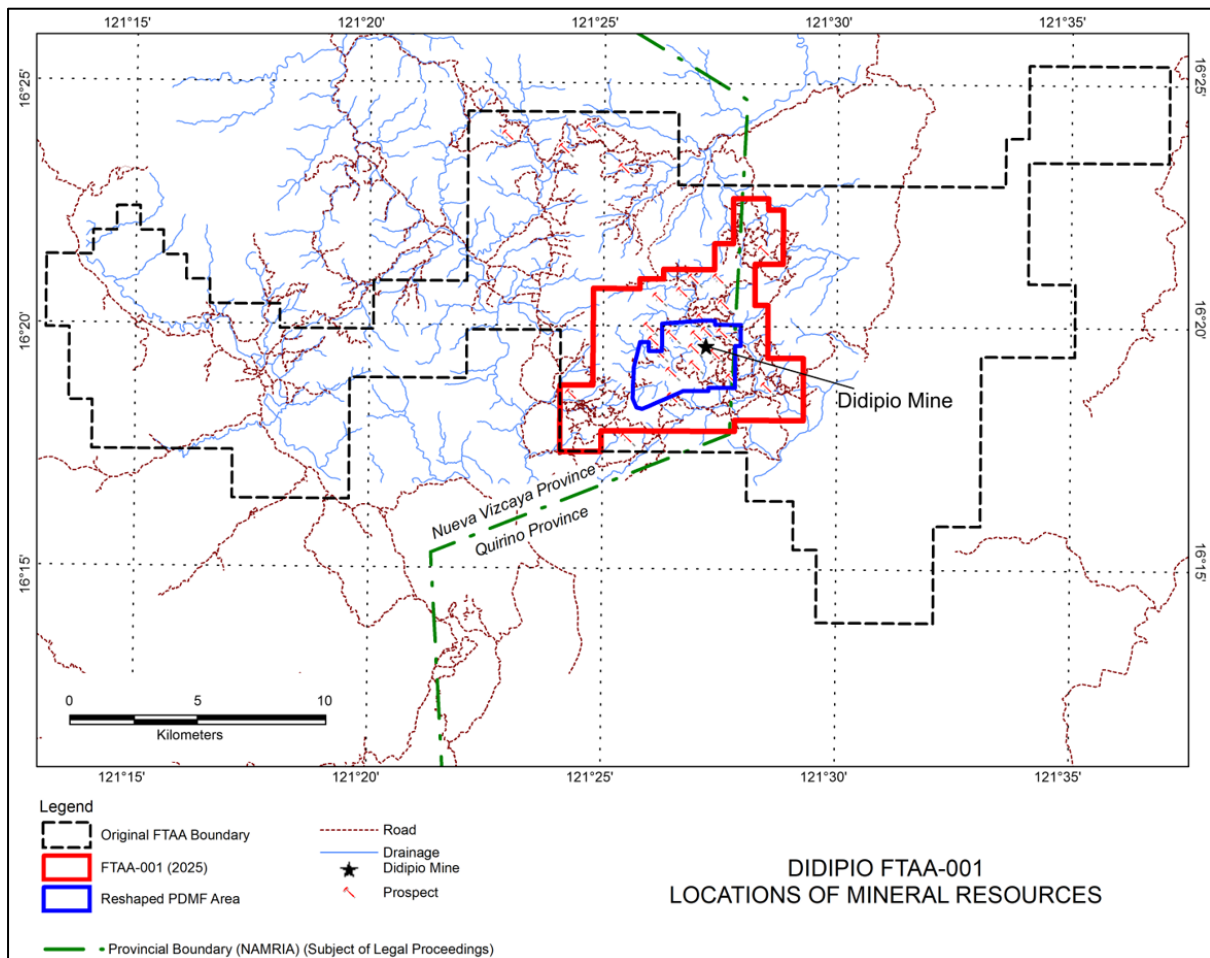 121°15' 121°20' 121°25' 121°30' 121°35'
16°25' 16°25'
16°20' 16°20'
Didipio Mine
Nueva Vizcaya Province
Quirino Province
16°15' 16°15'
0 5 10
Kilometers
121°15' 121°20' 121°25' 121°30' 121°35'
Legend
Original FTAA Boundary
FTAA-001 (2025)
Reshaped PDMF Area
Road
Drainage
Didipio Mine
Prospect
Provincial Boundary (NAMRIA) (Subject of Legal Proceedings)
DIDIPIO FTAA-001
LOCATIONS OF MINERAL RESOURCES